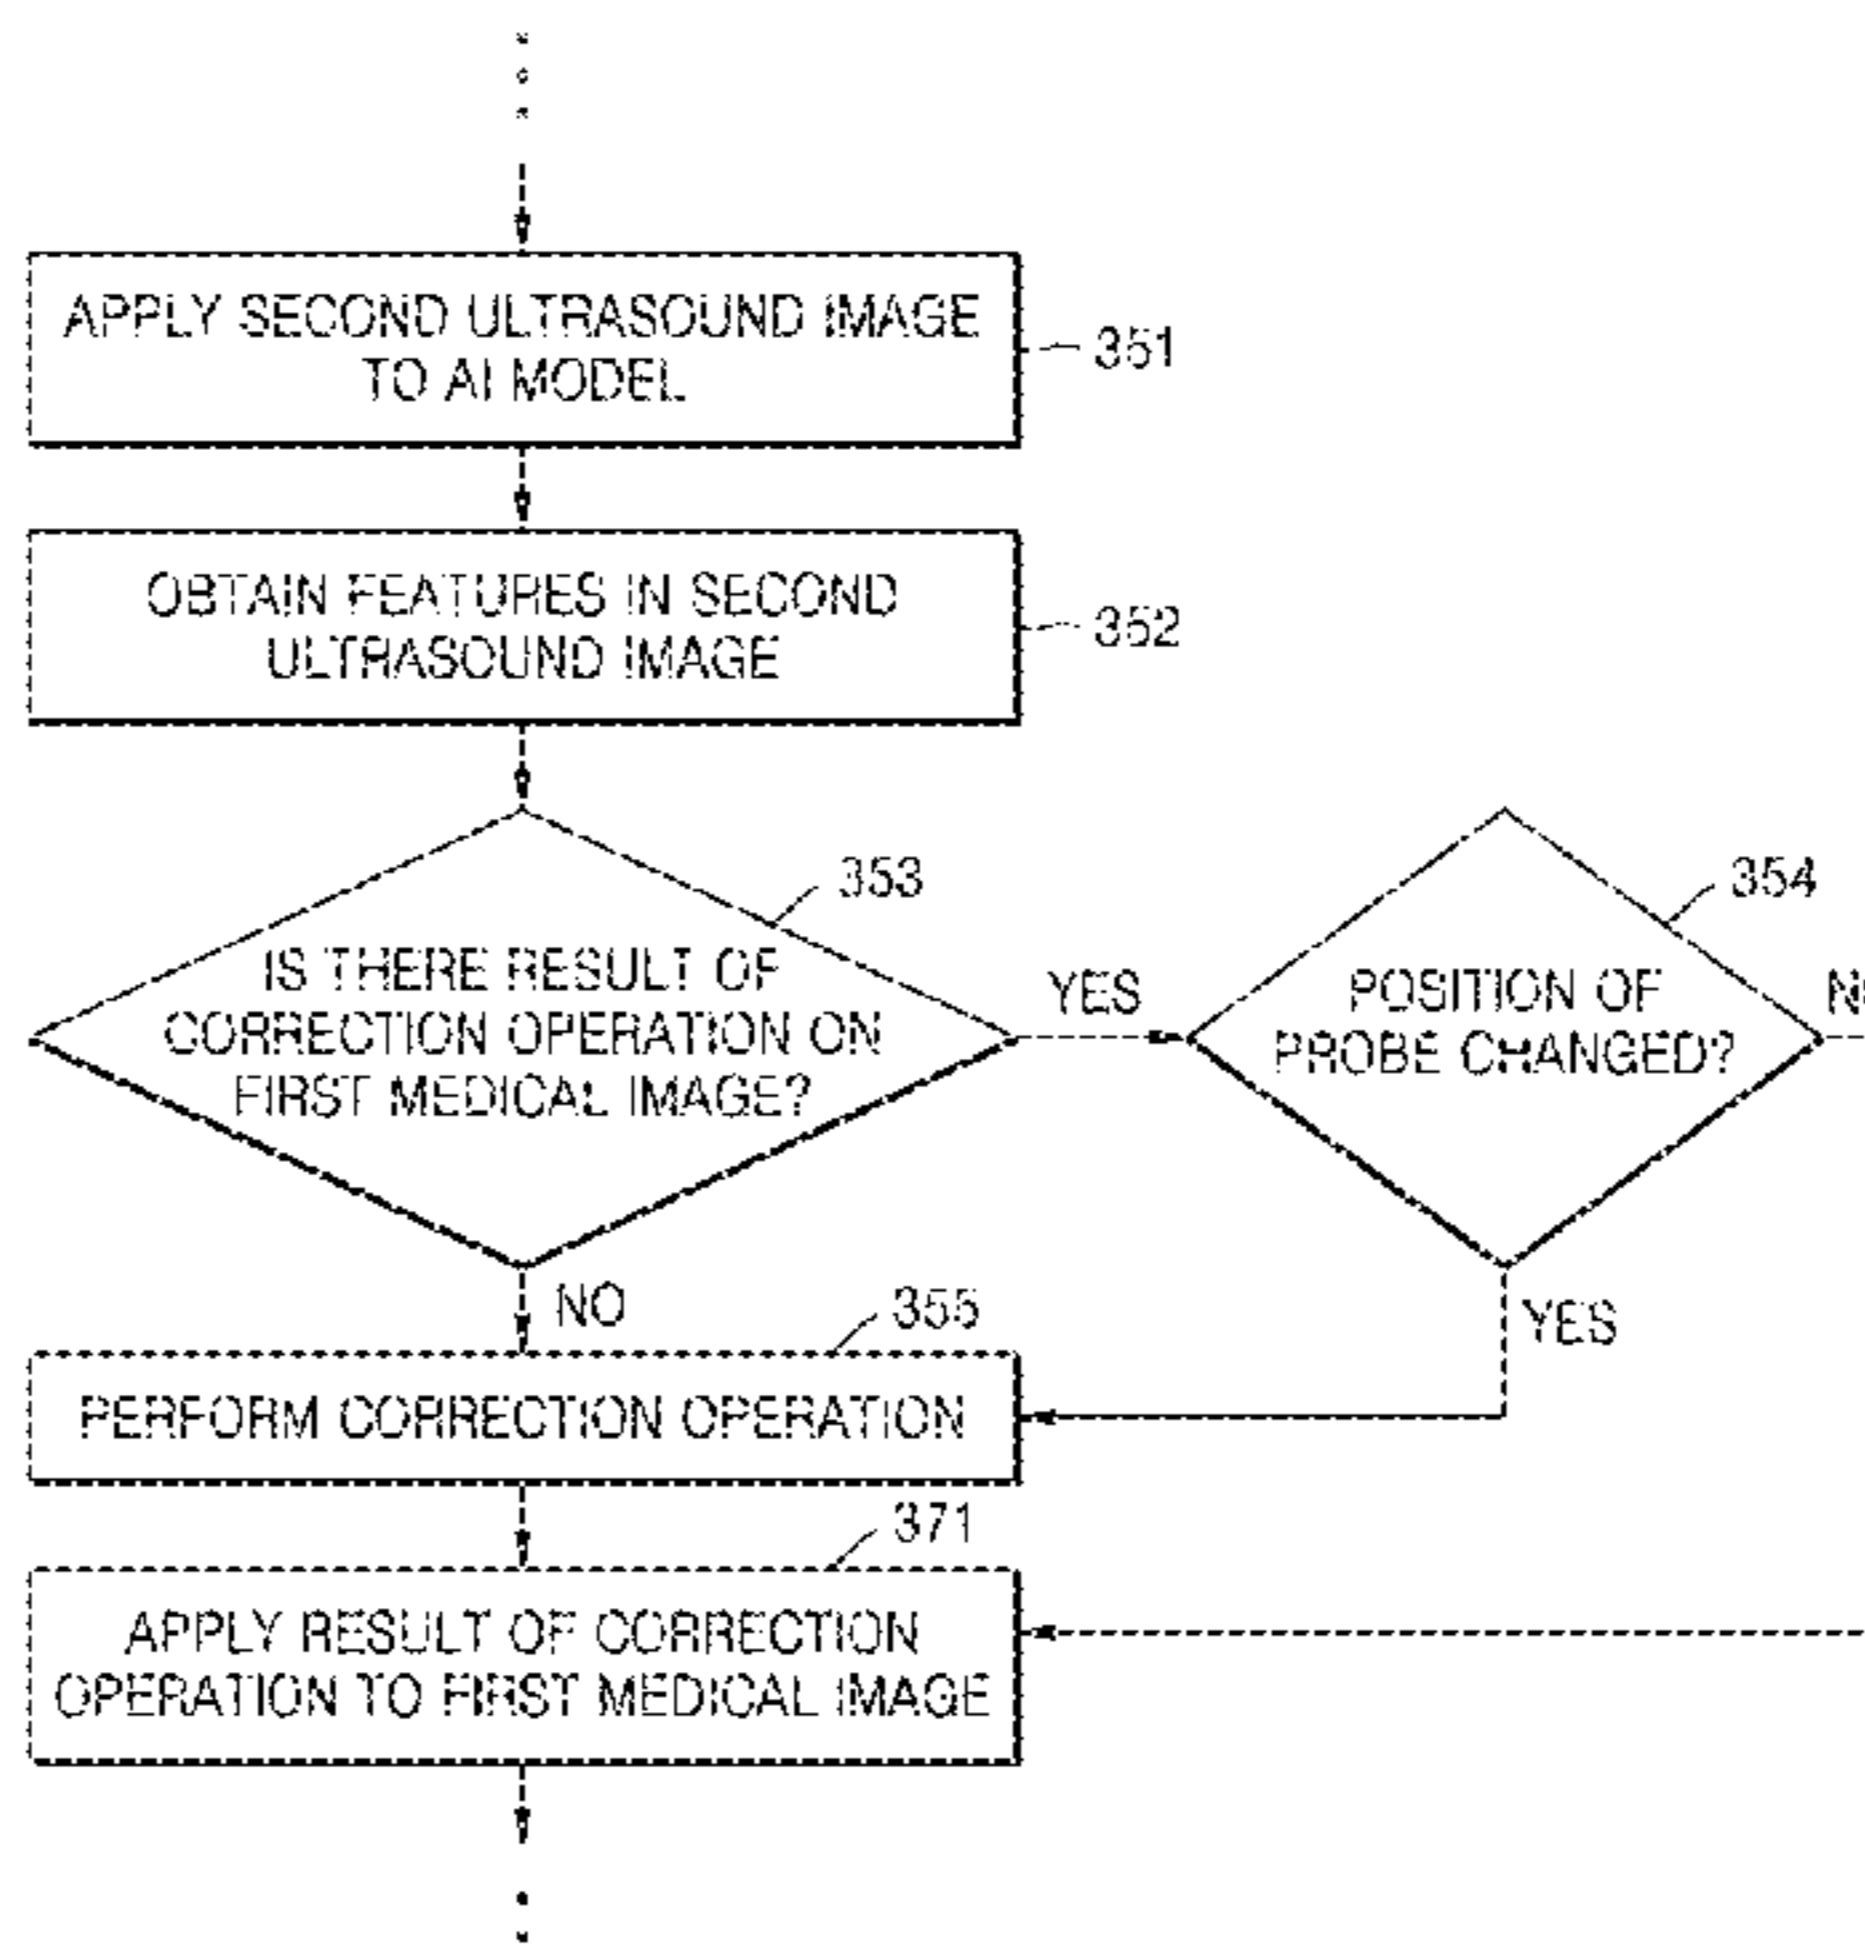 APPLY SECOND ULTRASOUND IMAGE
TO AI MODEL
351
OBTAIN FEATURES IN SECOND
ULTRASOUND IMAGE
352
353
IS THERE RESULT OF
CORRECTION OPERATION ON
FIRST MEDICAL IMAGE?
YES
354
POSITION OF
PROBE CHANGED?
NO
355
YES
PERFORM CORRECTION OPERATION
371
APPLY RESULT OF CORRECTION
OPERATION TO FIRST MEDICAL IMAGE